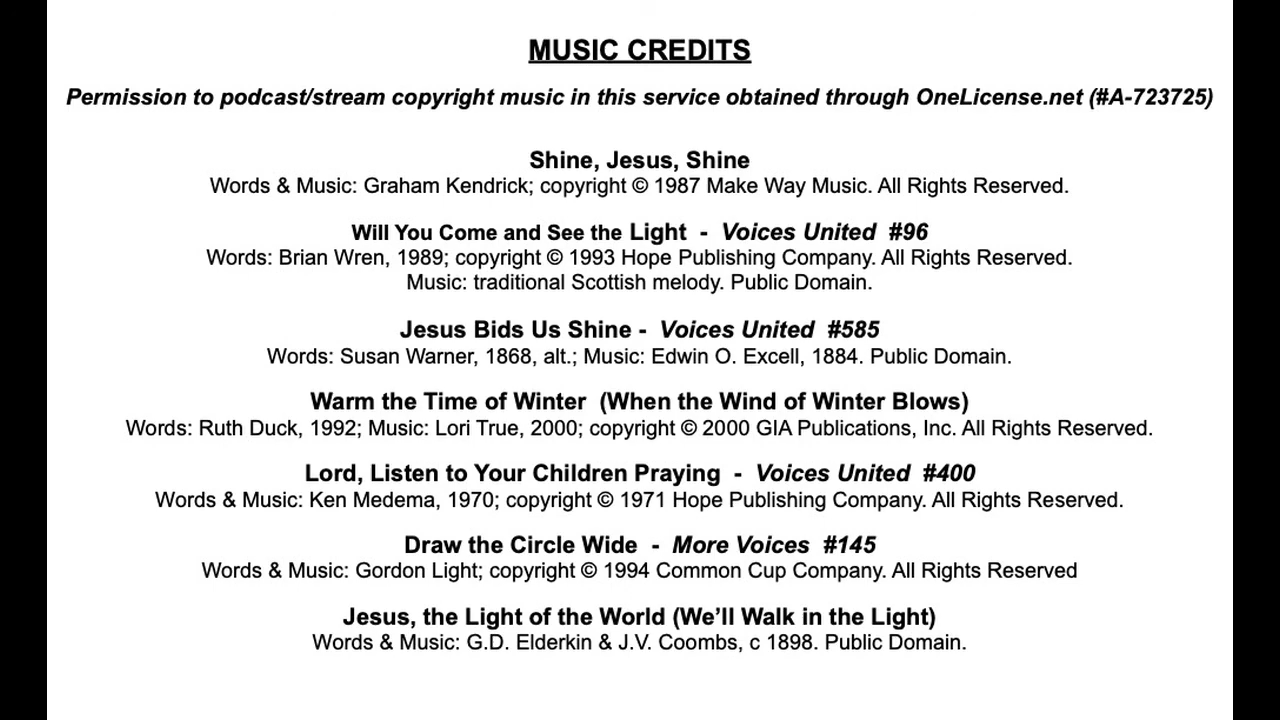 MUSIC CREDITS
Permission to podcast/stream copyright music in this service obtained through OneLicense.net (#A-723725)
Shine, Jesus, Shine
Words & Music: Graham Kendrick; copyright © 1987 Make Way Music. All Rights Reserved.
Will You Come and See the Light - Voices United #96
Words: Brian Wren, 1989; copyright © 1993 Hope Publishing Company. All Rights Reserved.
Music: traditional Scottish melody. Public Domain.
Jesus Bids Us Shine - Voices United #585
Words: Susan Warner, 1868, alt.; Music: Edwin O. Excell, 1884. Public Domain.
Warm the Time of Winter (When the Wind of Winter Blows)
Words: Ruth Duck, 1992; Music: Lori True, 2000; copyright © 2000 GIA Publications, Inc. All Rights Reserved.
Lord, Listen to Your Children Praying - Voices United #400
Words & Music: Ken Medema, 1970; copyright © 1971 Hope Publishing Company. All Rights Reserved.
Draw the Circle Wide - More Voices #145
Words & Music: Gordon Light; copyright © 1994 Common Cup Company. All Rights Reserved
Jesus, the Light of the World (We’ll Walk in the Light)
Words & Music: G.D. Elderkin & J.V. Coombs, c 1898. Public Domain.